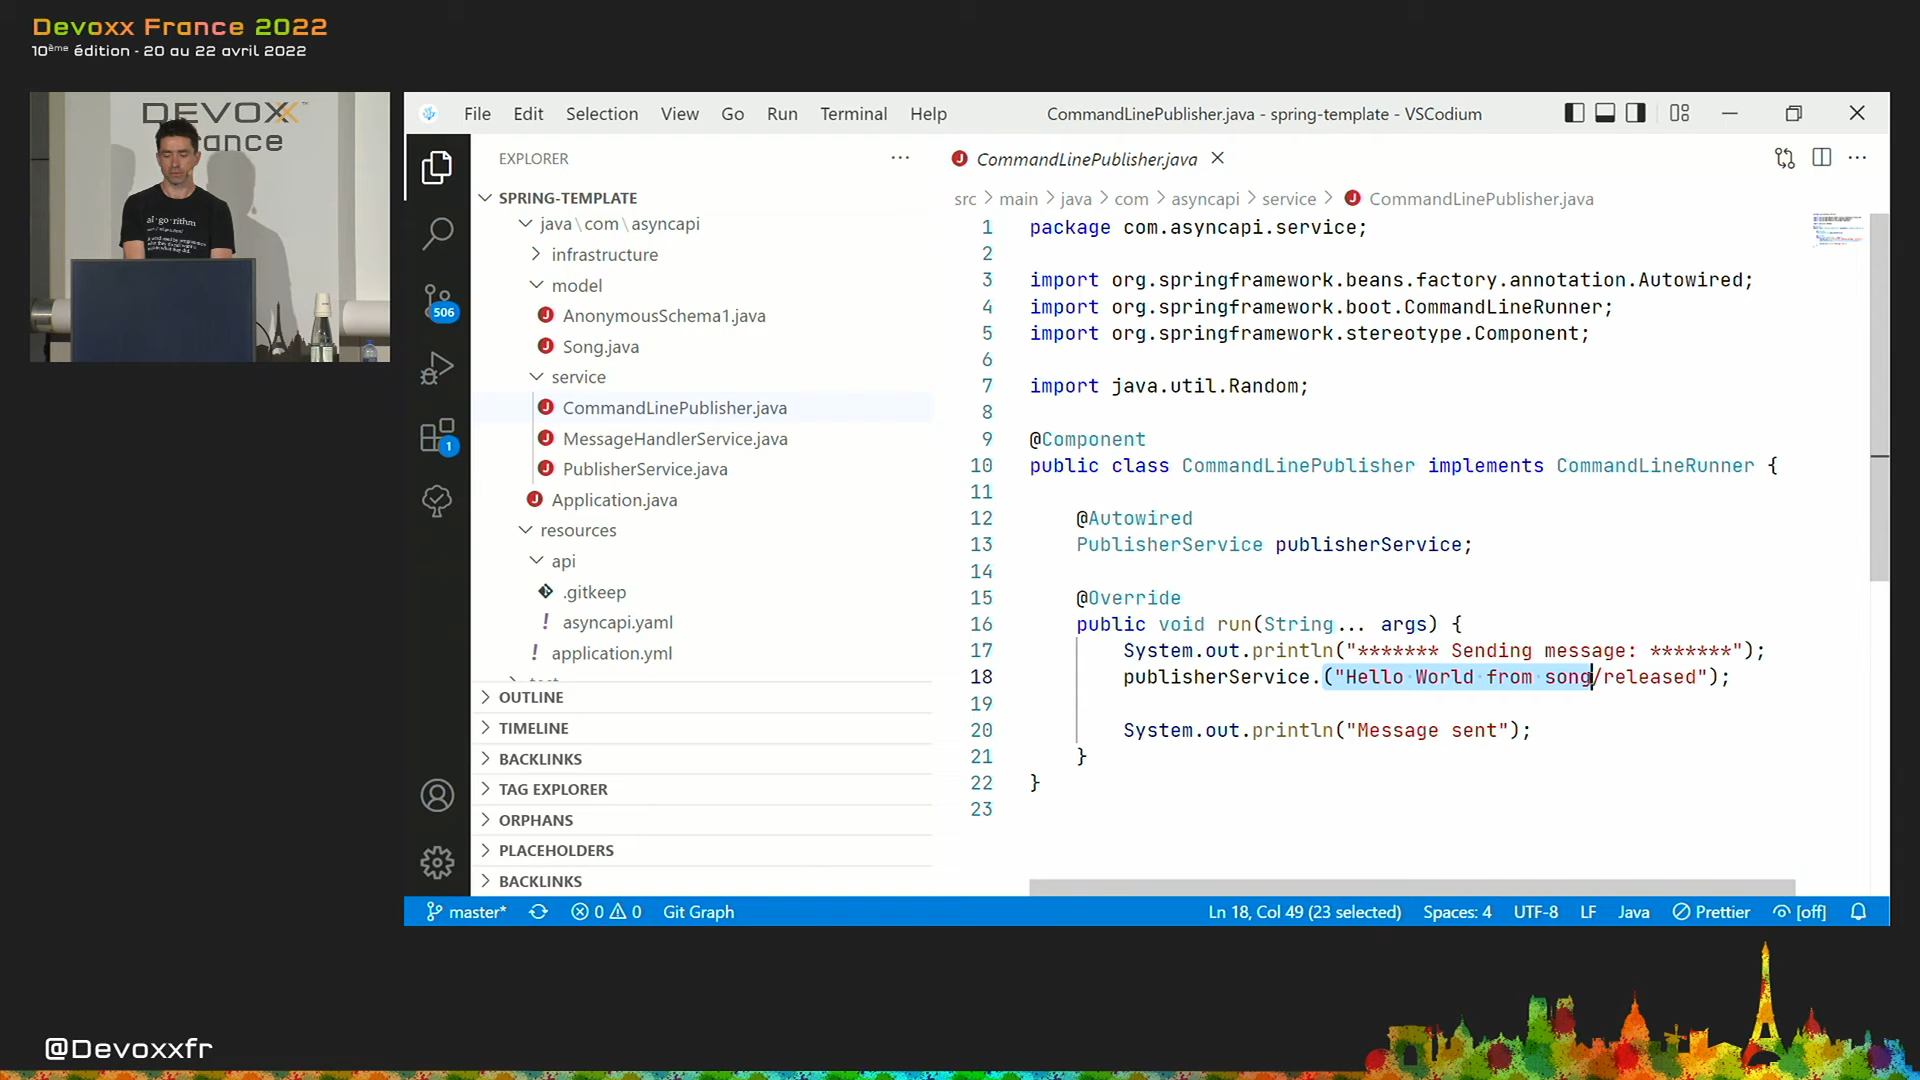 Devoxx France 2022
10ème édition - 20 au 22 avril 2022
DEVOXX™
France
al·go·rithm
File Edit Selection View Go Run Terminal Help
CommandLinePublisher.java - spring-template - VSCodium
EXPLORER
SPRING-TEMPLATE
java\com\asyncapi
infrastructure
model
AnonymousSchema1.java
Song.java
service
CommandLinePublisher.java
MessageHandlerService.java
PublisherService.java
Application.java
resources
api
.gitkeep
asyncapi.yaml
application.yml
OUTLINE
TIMELINE
BACKLINKS
TAG EXPLORER
ORPHANS
PLACEHOLDERS
BACKLINKS
506
1
CommandLinePublisher.java
src > main > java > com > asyncapi > service > CommandLinePublisher.java
1 package com.asyncapi.service;
2
3 import org.springframework.beans.factory.annotation.Autowired;
4 import org.springframework.boot.CommandLineRunner;
5 import org.springframework.stereotype.Component;
6
7 import java.util.Random;
8
9 @Component
10 public class CommandLinePublisher implements CommandLineRunner {
11
12 @Autowired
13 PublisherService publisherService;
14
15 @Override
16 public void run(String... args) {
17 System.out.println("******* Sending message: *******");
18 publisherService.("Hello World from song/released");
19
20 System.out.println("Message sent");
21 }
22 }
23
master* 0 0 Git Graph
Ln 18, Col 49 (23 selected) Spaces: 4 UTF-8 LF Java Prettier [off]
@Devoxxfr